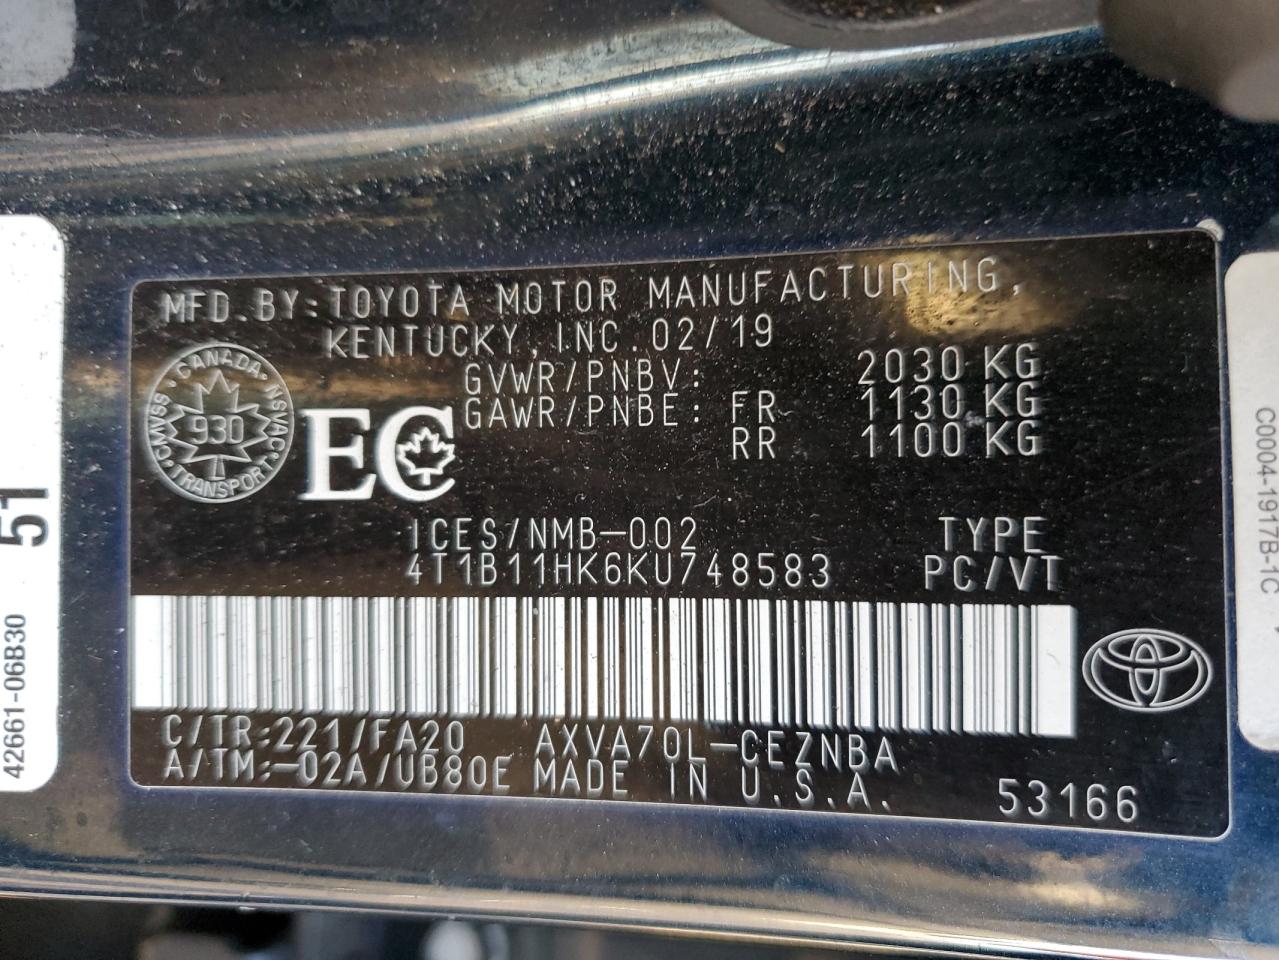 MFD.BY:TOYOTA MOTOR MANUFACTURING,
KENTUCKY, INC. 02/19
GVWR/PNBV: 2030 KG
GAWR/PNBE: FR 1130 KG
RR 1100 KG
CANADA NSVAC TRANSPORT CMVSS
930
EC
ICES/NMB-002 TYPE
4T1B11HK6KU748583 PC/VT
C/TR:221/FA20 AXVA70L-CEZNBA
A/TM:-02A/UB80E MADE IN U.S.A.
53166
42661-06B30 51
C0004-1917B-1C